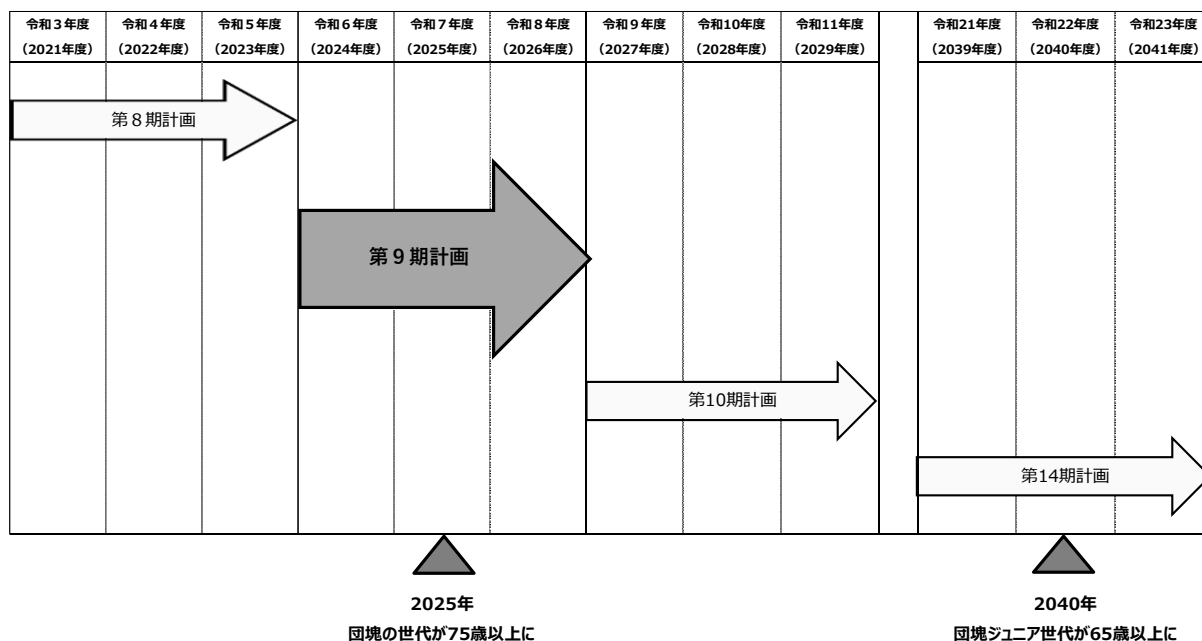 令和３年度 令和４年度 令和５年度 令和６年度 令和７年度 令和８年度 令和９年度 令和10年度 令和11年度 令和21年度 令和22年度 令和23年度
（2021年度） （2022年度） （2023年度） （2024年度） （2025年度） （2026年度） （2027年度） （2028年度） （2029年度） （2039年度） （2040年度） （2041年度）
第８期計画
第９期計画
第10期計画
第14期計画
2025年 2040年
団塊の世代が75歳以上に 団塊ジュニア世代が65歳以上に